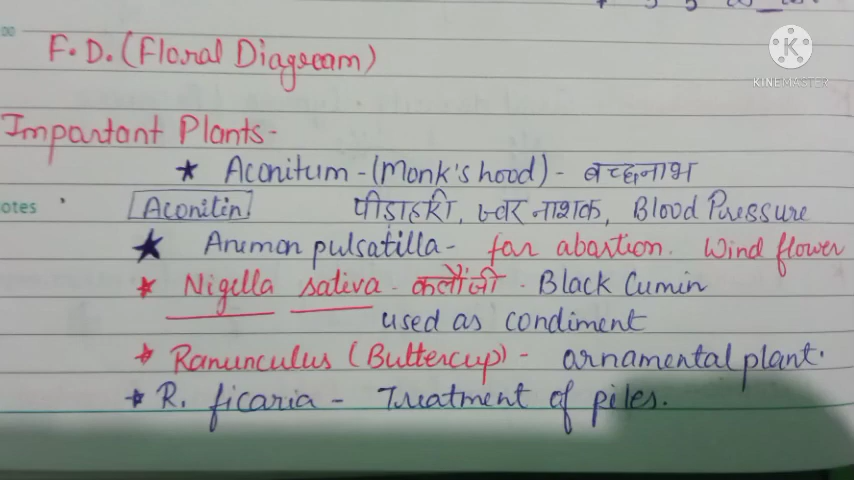 F.D. (Floral Diagream)
Important Plants-
★ Aconitum - (Monk's hood) - बच्छनाभ
Aconitin पीड़ाहरी, ज्वर नाशक, Blood Pressure
★ Anemon pulsatilla - for abortion. Wind flower
★ Nigella sativa - कलौंजी - Black Cumin
used as condiment
★ Ranunculus (Buttercup) - ornamental plant.
★ R. ficaria - Treatment of piles.
otes
K
KINEMASTER